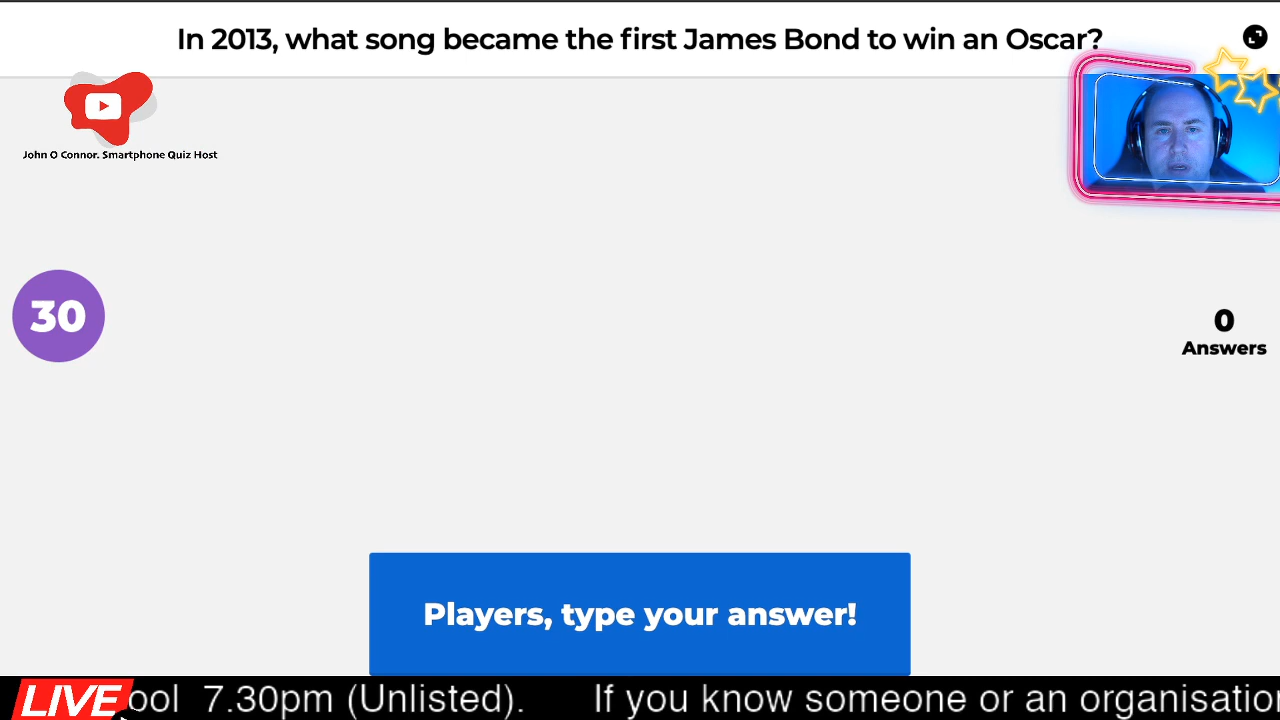 In 2013, what song became the first James Bond to win an Oscar?
John O Connor. Smartphone Quiz Host
30
0
Answers
Players, type your answer!
LIVE
ool 7.30pm (Unlisted). If you know someone or an organisation